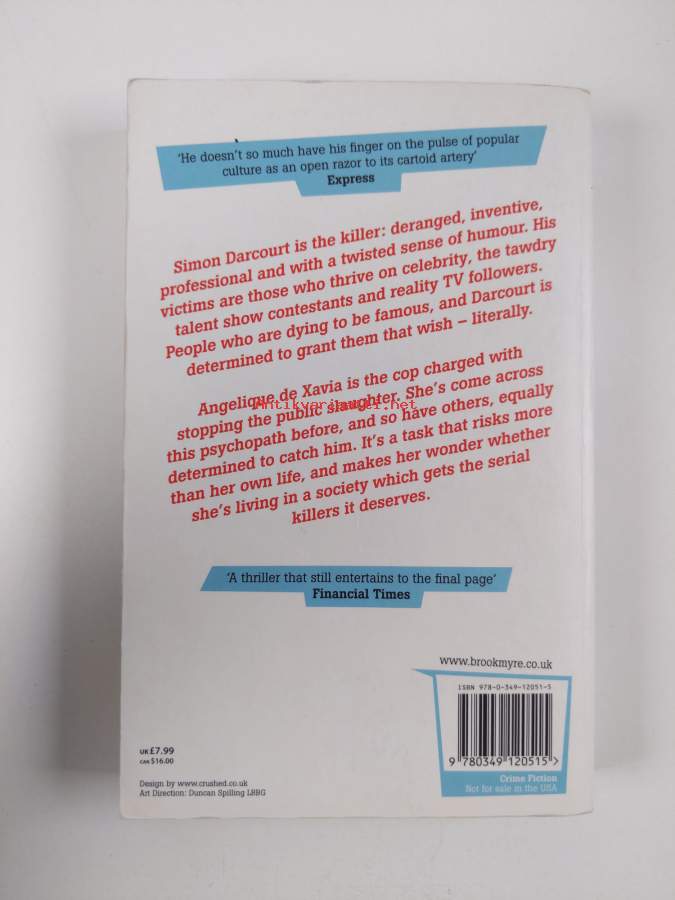 'He doesn't so much have his finger on the pulse of popular
culture as an open razor to its cartoid artery'
Express
Simon Darcourt is the killer: deranged, inventive,
professional and with a twisted sense of humour. His
victims are those who thrive on celebrity, the tawdry
talent show contestants and reality TV followers.
People who are dying to be famous, and Darcourt is
determined to grant them that wish – literally.
Angelique de Xavia is the cop charged with
stopping the public slaughter. She's come across
this psychopath before, and so have others, equally
determined to catch him. It's a task that risks more
than her own life, and makes her wonder whether
she's living in a society which gets the serial
killers it deserves.
'A thriller that still entertains to the final page'
Financial Times
www.brookmyre.co.uk
ISBN 978-0-349-12051-5
9 780349 120515 >
Crime Fiction
Not for sale in the USA
UK £7.99
CAN $16.00
Design by www.crushed.co.uk
Art Direction: Duncan Spilling LBBG